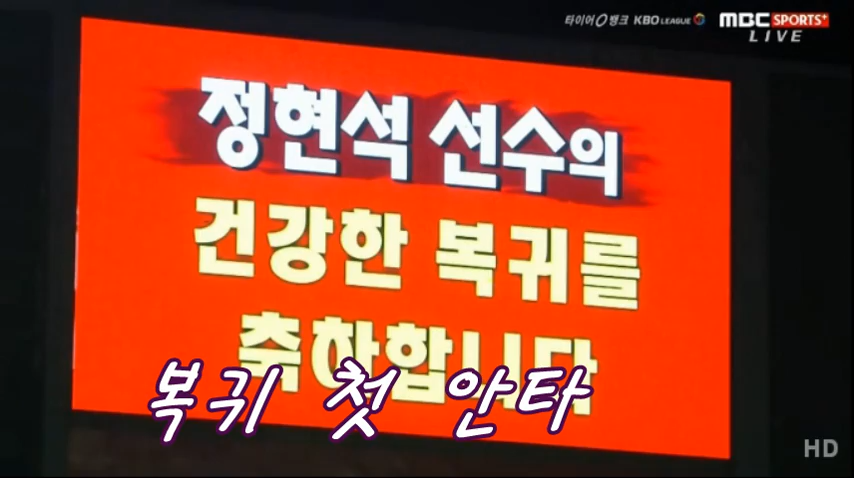 타이어뱅크 KBO LEAGUE
MBC SPORTS+
LIVE
정현석 선수의
건강한 복귀를
축하합니다
복귀 첫 안타
HD